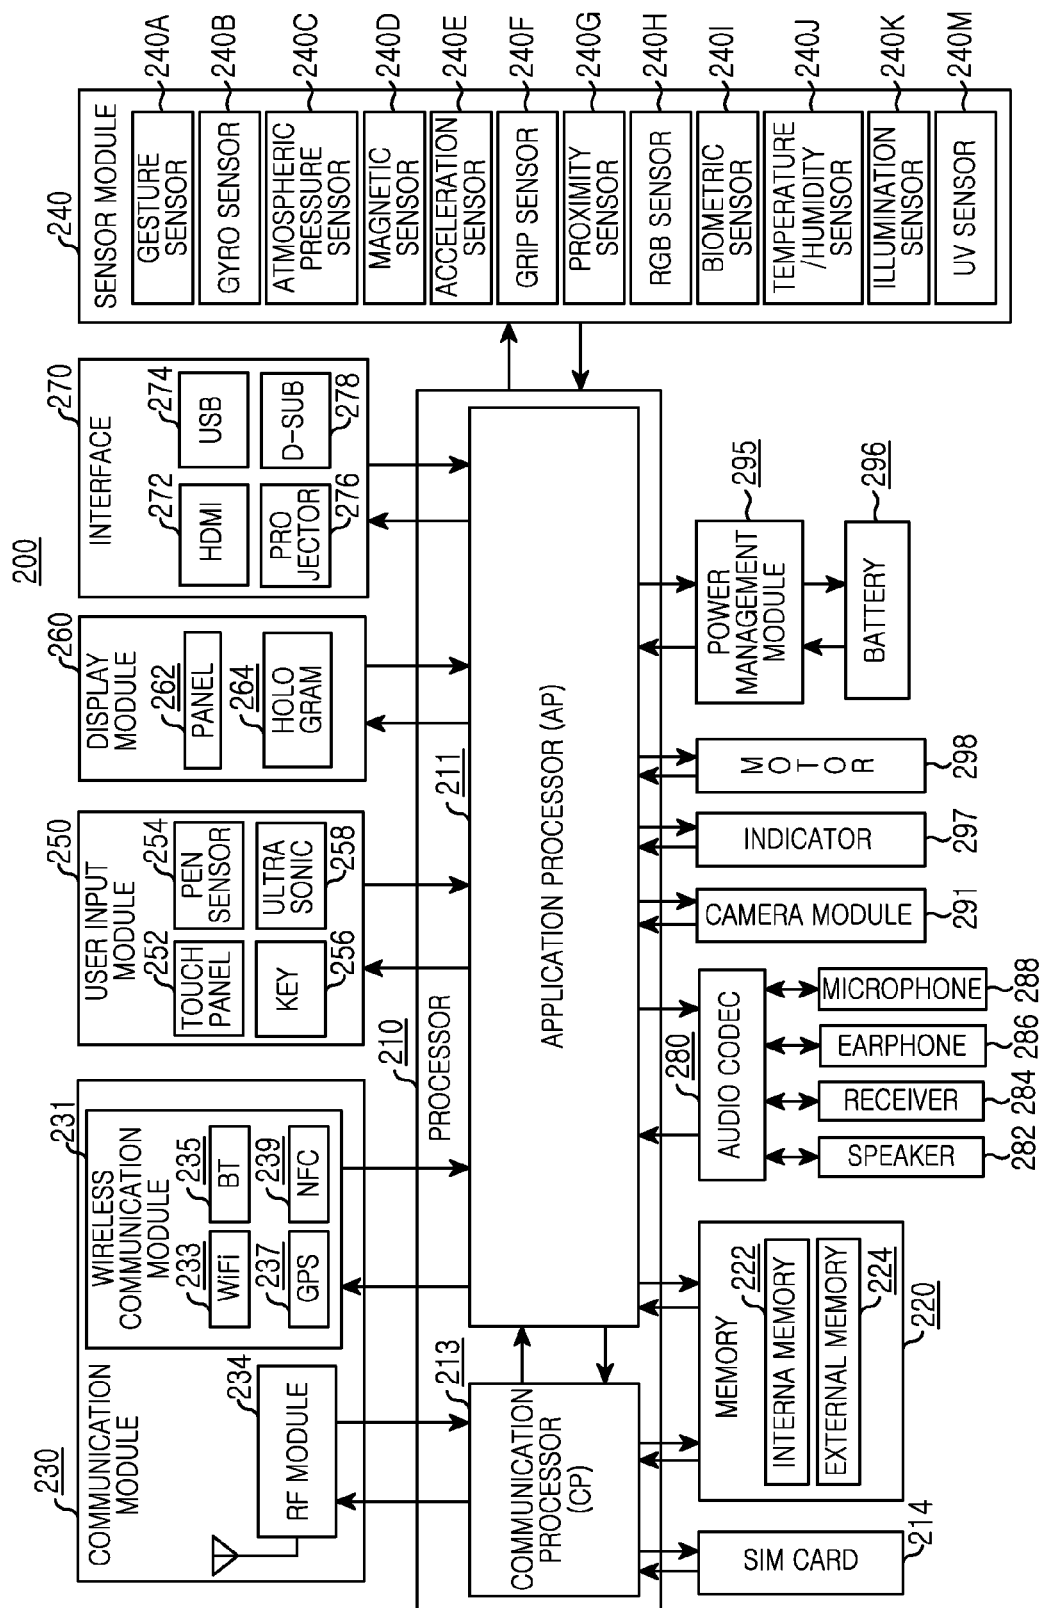 200
230
COMMUNICATION
MODULE
234
RF MODULE
231
WIRELESS
COMMUNICATION
MODULE
233
WiFi
235
BT
237
GPS
239
NFC
250
USER INPUT
MODULE
252
TOUCH
PANEL
254
PEN
SENSOR
KEY
256
ULTRA
SONIC
258
260
DISPLAY
MODULE
262
PANEL
264
HOLO
GRAM
270
INTERFACE
272
HDMI
274
USB
PRO
JECTOR
276
D-SUB
278
240
SENSOR MODULE
GESTURE
SENSOR
240A
GYRO SENSOR
240B
ATMOSPHERIC
PRESSURE
SENSOR
240C
MAGNETIC
SENSOR
240D
ACCELERATION
SENSOR
240E
GRIP SENSOR
240F
PROXIMITY
SENSOR
240G
RGB SENSOR
240H
BIOMETRIC
SENSOR
240I
TEMPERATURE
/HUMIDITY
SENSOR
240J
ILLUMINATION
SENSOR
240K
UV SENSOR
240M
210
PROCESSOR
211
APPLICATION PROCESSOR (AP)
213
COMMUNICATION
PROCESSOR
(CP)
SIM CARD
214
MEMORY
222
INTERNA MEMORY
EXTERNAL MEMORY
224
220
280
AUDIO CODEC
SPEAKER
282
RECEIVER
284
EARPHONE
286
MICROPHONE
288
CAMERA MODULE
291
INDICATOR
297
MOTOR
298
POWER
MANAGEMENT
MODULE
295
BATTERY
296